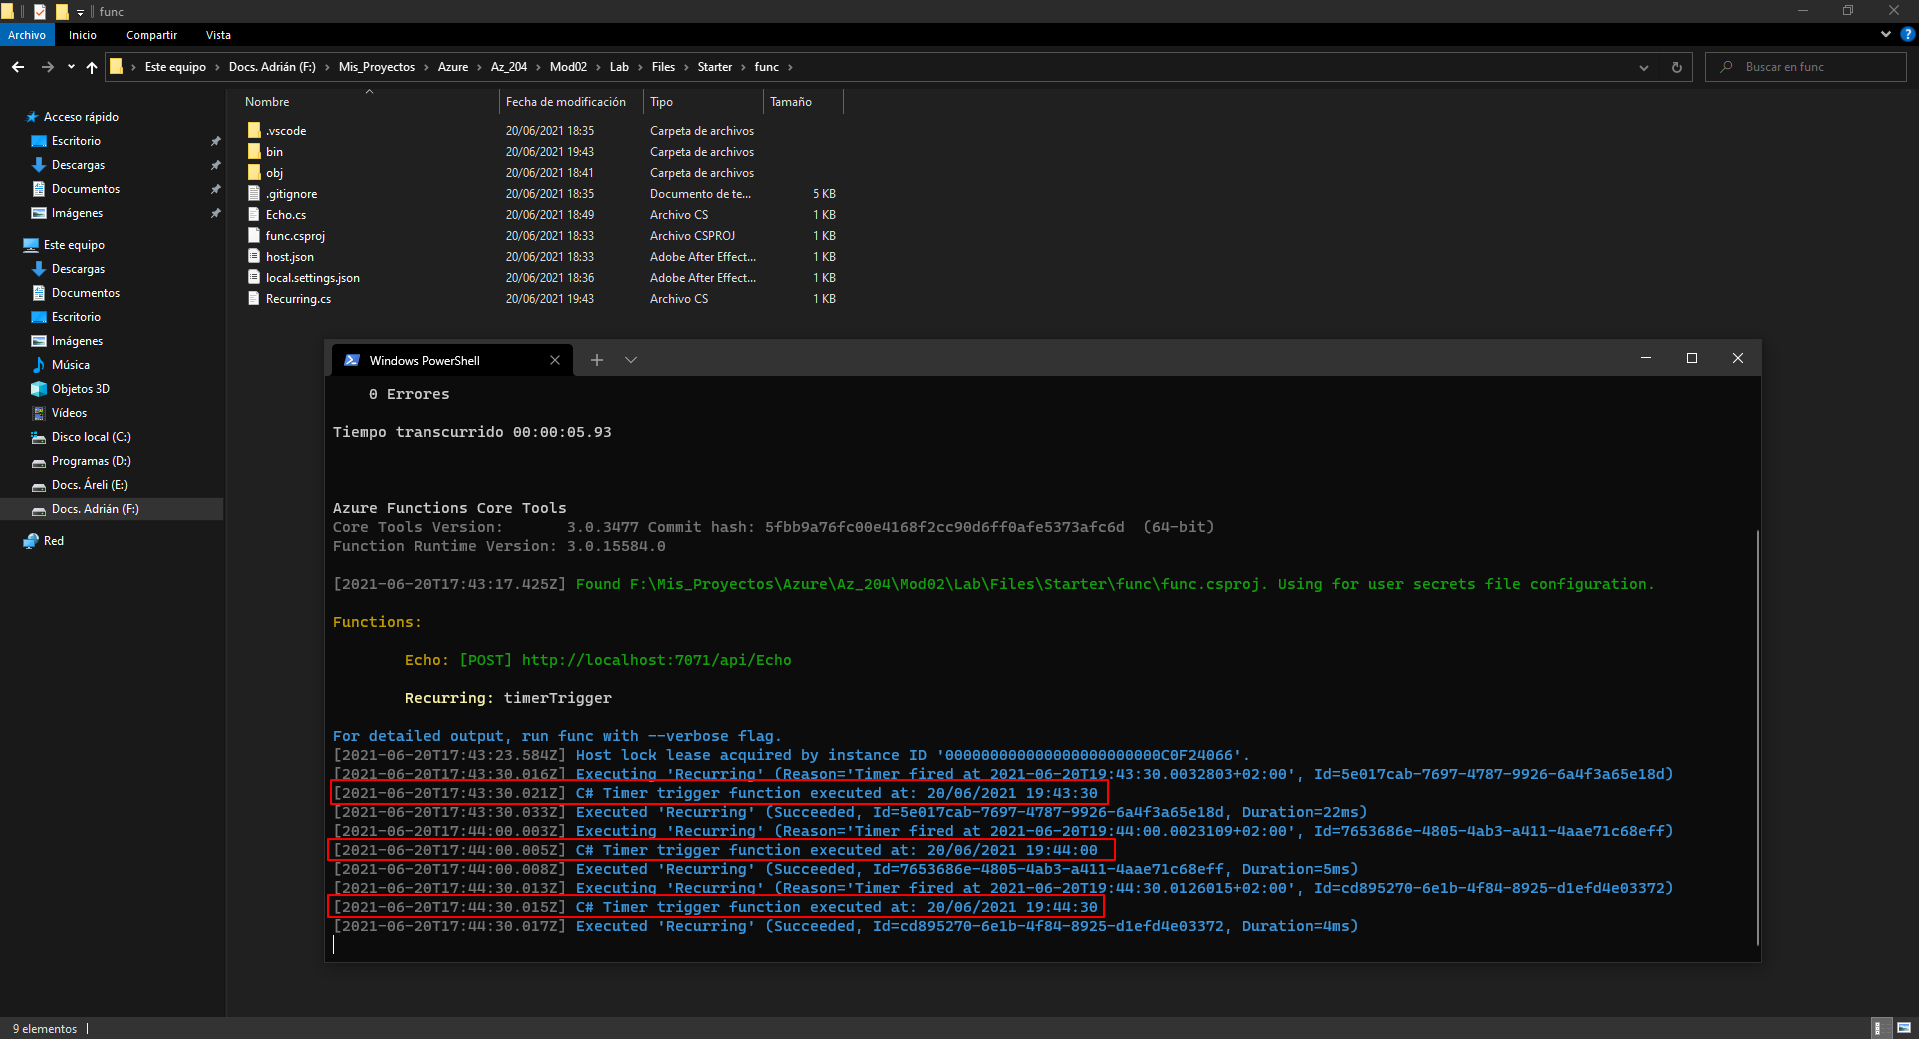 func
Archivo Inicio Compartir Vista
Este equipo Docs. Adrián (F:) Mis_Proyectos Azure Az_204 Mod02 Lab Files Starter func
Buscar en func
Acceso rápido
Escritorio
Descargas
Documentos
Imágenes
Este equipo
Descargas
Documentos
Escritorio
Imágenes
Música
Objetos 3D
Vídeos
Disco local (C:)
Programas (D:)
Docs. Áreli (E:)
Docs. Adrián (F:)
Red
Nombre Fecha de modificación Tipo Tamaño
.vscode 20/06/2021 18:35 Carpeta de archivos
bin 20/06/2021 19:43 Carpeta de archivos
obj 20/06/2021 18:41 Carpeta de archivos
.gitignore 20/06/2021 18:35 Documento de te... 5 KB
Echo.cs 20/06/2021 18:49 Archivo CS 1 KB
func.csproj 20/06/2021 18:33 Archivo CSPROJ 1 KB
host.json 20/06/2021 18:33 Adobe After Effect... 1 KB
local.settings.json 20/06/2021 18:36 Adobe After Effect... 1 KB
Recurring.cs 20/06/2021 19:43 Archivo CS 1 KB
Windows PowerShell
0 Errores
Tiempo transcurrido 00:00:05.93
Azure Functions Core Tools
Core Tools Version: 3.0.3477 Commit hash: 5fbb9a76fc00e4168f2cc90d6ff0afe5373afc6d (64-bit)
Function Runtime Version: 3.0.15584.0
[2021-06-20T17:43:17.425Z] Found F:\Mis_Proyectos\Azure\Az_204\Mod02\Lab\Files\Starter\func\func.csproj. Using for user secrets file configuration.
Functions:
Echo: [POST] http://localhost:7071/api/Echo
Recurring: timerTrigger
For detailed output, run func with --verbose flag.
[2021-06-20T17:43:23.584Z] Host lock lease acquired by instance ID '000000000000000000000000C0F24066'.
[2021-06-20T17:43:30.016Z] Executing 'Recurring' (Reason='Timer fired at 2021-06-20T19:43:30.0032803+02:00', Id=5e017cab-7697-4787-9926-6a4f3a65e18d)
[2021-06-20T17:43:30.021Z] C# Timer trigger function executed at: 20/06/2021 19:43:30
[2021-06-20T17:43:30.033Z] Executed 'Recurring' (Succeeded, Id=5e017cab-7697-4787-9926-6a4f3a65e18d, Duration=22ms)
[2021-06-20T17:44:00.003Z] Executing 'Recurring' (Reason='Timer fired at 2021-06-20T19:44:00.0023109+02:00', Id=7653686e-4805-4ab3-a411-4aae71c68eff)
[2021-06-20T17:44:00.005Z] C# Timer trigger function executed at: 20/06/2021 19:44:00
[2021-06-20T17:44:00.008Z] Executed 'Recurring' (Succeeded, Id=7653686e-4805-4ab3-a411-4aae71c68eff, Duration=5ms)
[2021-06-20T17:44:30.013Z] Executing 'Recurring' (Reason='Timer fired at 2021-06-20T19:44:30.0126015+02:00', Id=cd895270-6e1b-4f84-8925-d1efd4e03372)
[2021-06-20T17:44:30.015Z] C# Timer trigger function executed at: 20/06/2021 19:44:30
[2021-06-20T17:44:30.017Z] Executed 'Recurring' (Succeeded, Id=cd895270-6e1b-4f84-8925-d1efd4e03372, Duration=4ms)
9 elementos